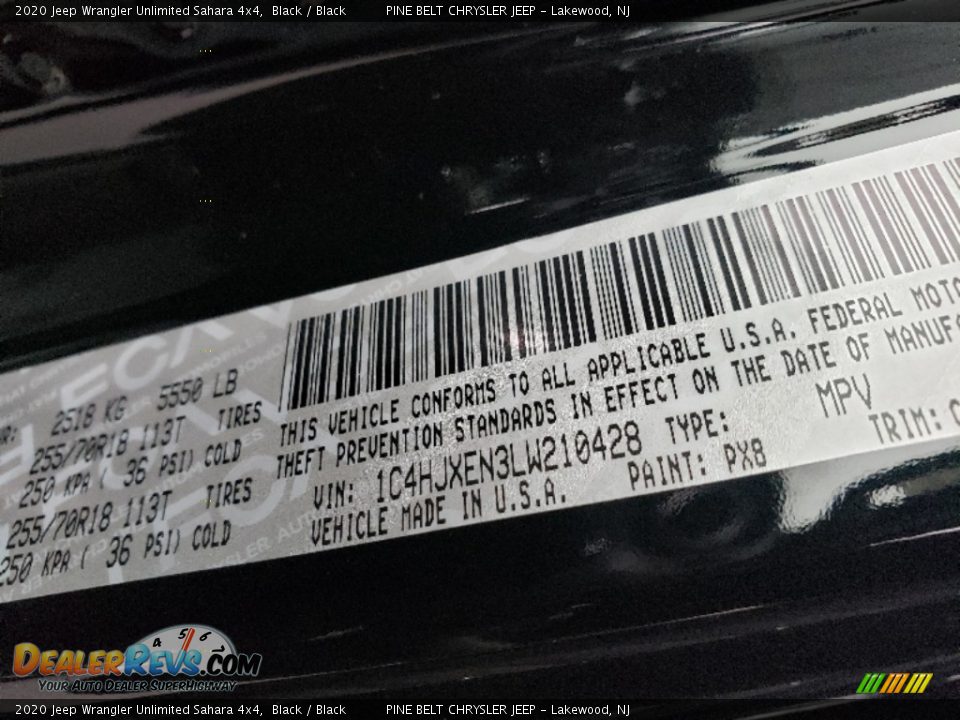 2020 Jeep Wrangler Unlimited Sahara 4x4, Black / Black PINE BELT CHRYSLER JEEP – Lakewood, NJ
2518 KG 5550 LB
255/70R18 113T TIRES
250 KPA ( 36 PSI) COLD
255/70R18 113T TIRES
250 KPA ( 36 PSI) COLD
THIS VEHICLE CONFORMS TO ALL APPLICABLE U.S.A. FEDERAL
THEFT PREVENTION STANDARDS IN EFFECT ON THE DATE OF
VIN: 1C4HJXEN3LW210428 TYPE: MPV
VEHICLE MADE IN U.S.A. PAINT: PX8 TRIM:
4 5 6
DEALERREVS.COM
YOUR AUTO DEALER SUPERHIGHWAY
2020 Jeep Wrangler Unlimited Sahara 4x4, Black / Black PINE BELT CHRYSLER JEEP – Lakewood, NJ